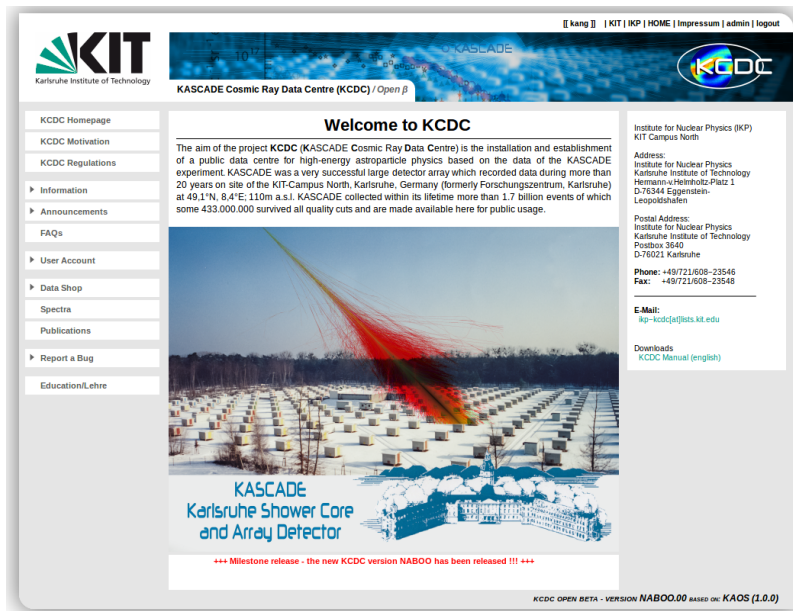 [[ kang ]] | KIT | IKP | HOME | Impressum | admin | logout
KIT
Karlsruhe Institute of Technology
KASCADE
KCDC
KASCADE Cosmic Ray Data Centre (KCDC) / Open β
KCDC Homepage
KCDC Motivation
KCDC Regulations
Information
Announcements
FAQs
User Account
Data Shop
Spectra
Publications
Report a Bug
Education/Lehre
Welcome to KCDC
The aim of the project KCDC (KASCADE Cosmic Ray Data Centre) is the installation and establishment
of a public data centre for high-energy astroparticle physics based on the data of the KASCADE
experiment. KASCADE was a very successful large detector array which recorded data during more than
20 years on site of the KIT-Campus North, Karlsruhe, Germany (formerly Forschungszentrum, Karlsruhe)
at 49,1°N, 8,4°E; 110m a.s.l. KASCADE collected within its lifetime more than 1.7 billion events of which
some 433.000.000 survived all quality cuts and are made available here for public usage.
KASCADE
Karlsruhe Shower Core
and Array Detector
+++ Milestone release - the new KCDC version NABOO has been released !!! +++
Institute for Nuclear Physics (IKP)
KIT Campus North
Address:
Institute for Nuclear Physics
Karlsruhe Institute of Technology
Hermann-v.Helmholtz-Platz 1
D-76344 Eggenstein-
Leopoldshafen
Postal Address:
Institute for Nuclear Physics
Karlsruhe Institute of Technology
Postbox 3640
D-76021 Karlsruhe
Phone: +49/721/608−23546
Fax: +49/721/608−23548
E-Mail:
ikp−kcdc[at]lists.kit.edu
Downloads
KCDC Manual (english)
KCDC OPEN BETA - VERSION NABOO.00 BASED ON: KAOS (1.0.0)